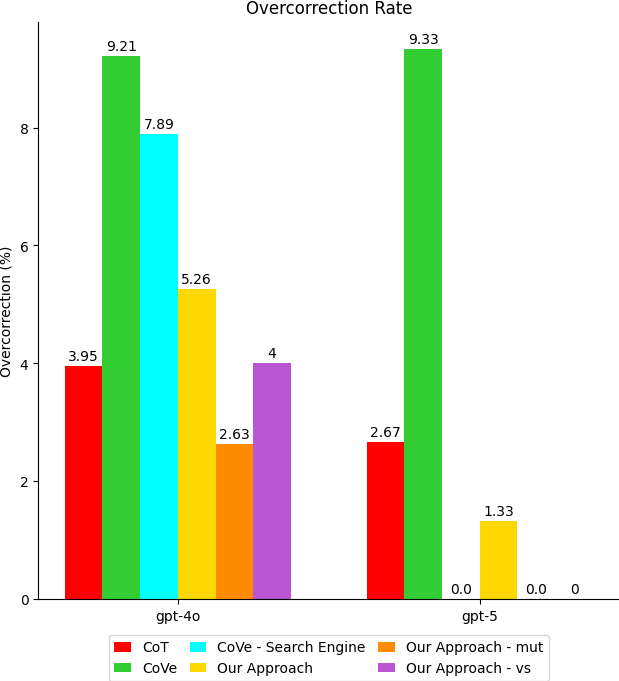 Overcorrection Rate
Overcorrection (%)
8
6
4
2
0
3.95
9.21
7.89
5.26
2.63
4
2.67
9.33
0.0
1.33
0.0
0
gpt-4o
gpt-5
CoT
CoVe
CoVe - Search Engine
Our Approach
Our Approach - mut
Our Approach - vs